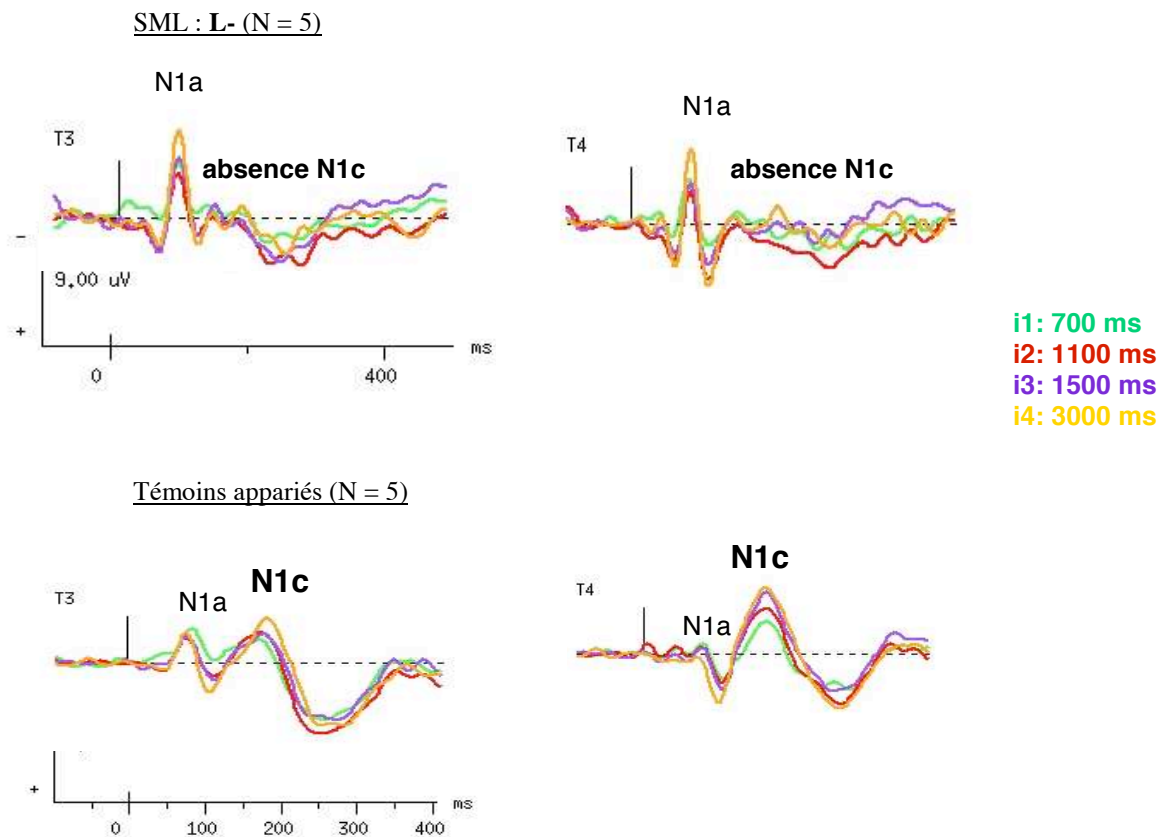 SML : L- (N = 5)
N1a
N1a
T3
T4
absence N1c
absence N1c
−
9.00 uV
+
ms
0
400
i1: 700 ms
i2: 1100 ms
i3: 1500 ms
i4: 3000 ms
Témoins appariés (N = 5)
N1c
N1c
T3
N1a
T4
N1a
+
ms
0 100 200 300 400